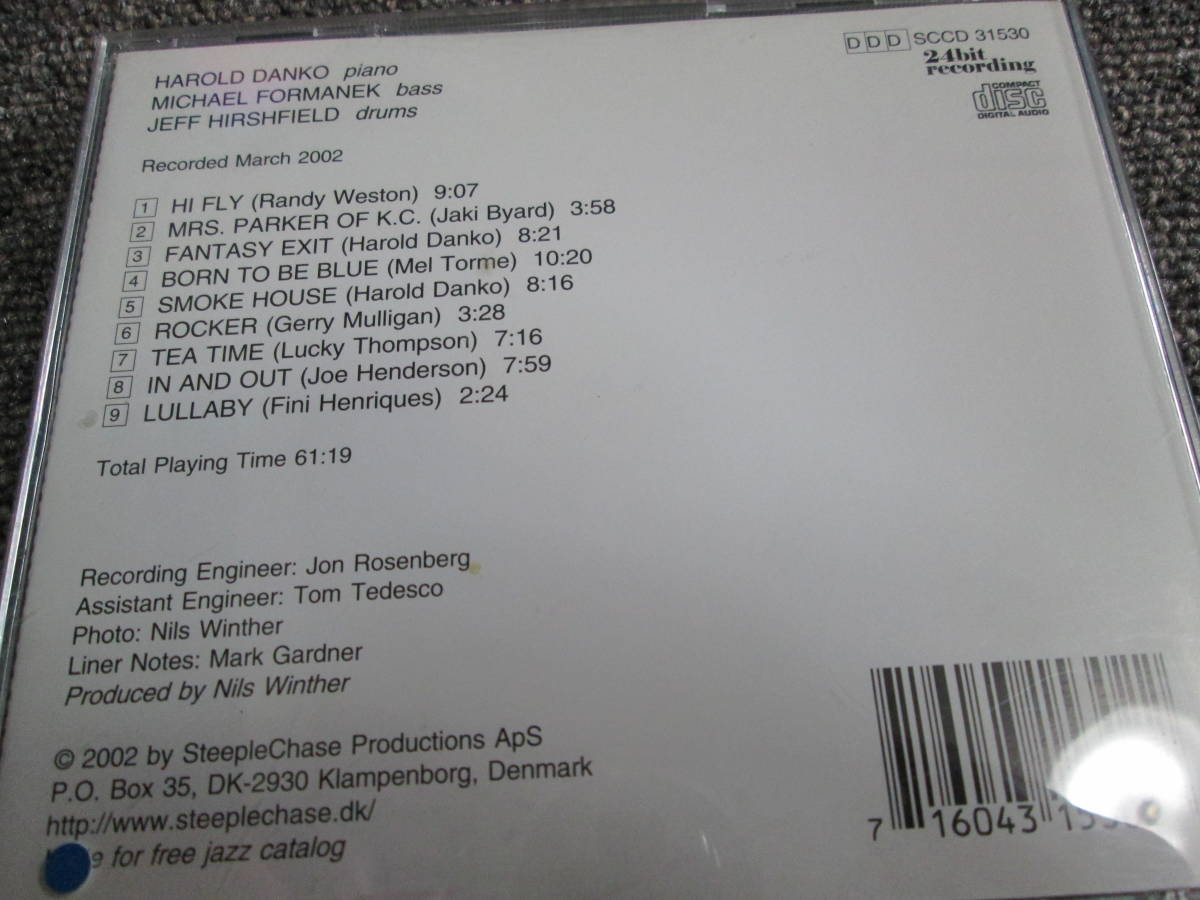 HAROLD DANKO piano
MICHAEL FORMANEK bass
JEFF HIRSHFIELD drums
DDD SCCD 31530
24bit
recording
COMPACT
disc
DIGITAL AUDIO
Recorded March 2002
1 HI FLY (Randy Weston) 9:07
2 MRS. PARKER OF K.C. (Jaki Byard) 3:58
3 FANTASY EXIT (Harold Danko) 8:21
4 BORN TO BE BLUE (Mel Torme) 10:20
5 SMOKE HOUSE (Harold Danko) 8:16
6 ROCKER (Gerry Mulligan) 3:28
7 TEA TIME (Lucky Thompson) 7:16
8 IN AND OUT (Joe Henderson) 7:59
9 LULLABY (Fini Henriques) 2:24
Total Playing Time 61:19
Recording Engineer: Jon Rosenberg
Assistant Engineer: Tom Tedesco
Photo: Nils Winther
Liner Notes: Mark Gardner
Produced by Nils Winther
© 2002 by SteepleChase Productions ApS
P.O. Box 35, DK-2930 Klampenborg, Denmark
http://www.steeplechase.dk/
for free jazz catalog
7 16043